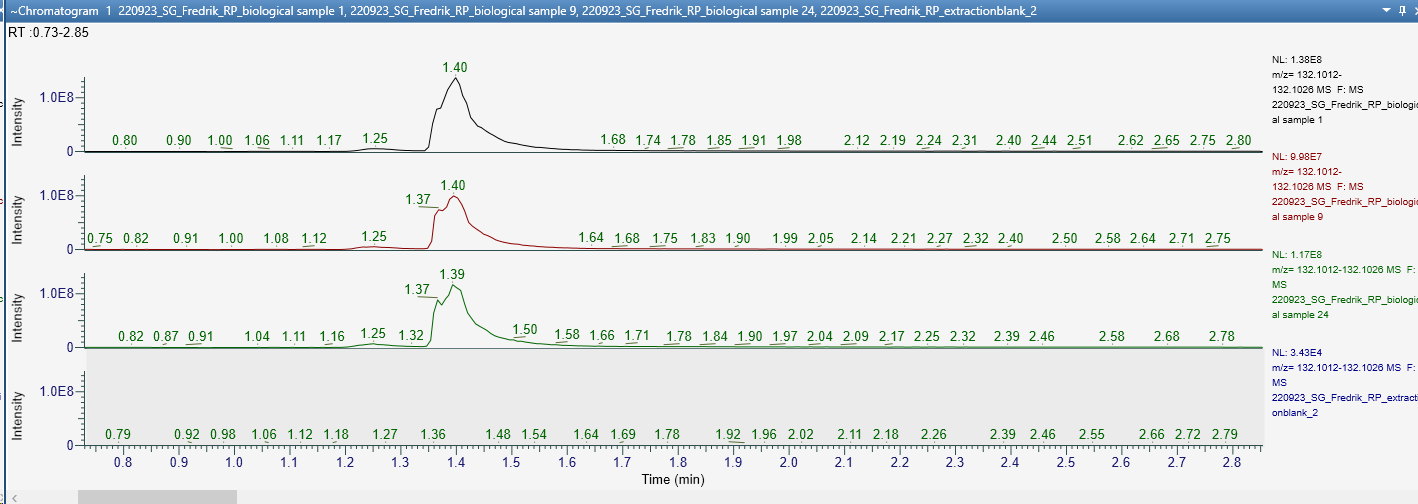 ~Chromatogram 1 220923_SG_Fredrik_RP_biological sample 1, 220923_SG_Fredrik_RP_biological sample 9, 220923_SG_Fredrik_RP_biological sample 24, 220923_SG_Fredrik_RP_extractionblank_2
RT :0.73-2.85
1.40
1.0E8
0
Intensity
0.80 0.90 1.00 1.06 1.11 1.17 1.25 1.68 1.74 1.78 1.85 1.91 1.98 2.12 2.19 2.24 2.31 2.40 2.44 2.51 2.62 2.65 2.75 2.80
NL: 1.38E8
m/z= 132.1012-
132.1026 MS F: MS
220923_SG_Fredrik_RP_biologic
al sample 1
1.40
1.37
1.0E8
0
Intensity
0.75 0.82 0.91 1.00 1.08 1.12 1.25 1.64 1.68 1.75 1.83 1.90 1.99 2.05 2.14 2.21 2.27 2.32 2.40 2.50 2.58 2.64 2.71 2.75
NL: 9.98E7
m/z= 132.1012-
132.1026 MS F: MS
220923_SG_Fredrik_RP_biologic
al sample 9
1.39
1.37
1.0E8
0
Intensity
0.82 0.87 0.91 1.04 1.11 1.16 1.25 1.32 1.50 1.58 1.66 1.71 1.78 1.84 1.90 1.97 2.04 2.09 2.17 2.25 2.32 2.39 2.46 2.58 2.68 2.78
NL: 1.17E8
m/z= 132.1012-132.1026 MS F:
MS
220923_SG_Fredrik_RP_biologic
al sample 24
1.0E8
0
Intensity
0.79 0.92 0.98 1.06 1.12 1.18 1.27 1.36 1.48 1.54 1.64 1.69 1.78 1.92 1.96 2.02 2.11 2.18 2.26 2.39 2.46 2.55 2.66 2.72 2.79
NL: 3.43E4
m/z= 132.1012-132.1026 MS F:
MS
220923_SG_Fredrik_RP_extracti
onblank_2
0.8 0.9 1.0 1.1 1.2 1.3 1.4 1.5 1.6 1.7 1.8 1.9 2.0 2.1 2.2 2.3 2.4 2.5 2.6 2.7 2.8
Time (min)